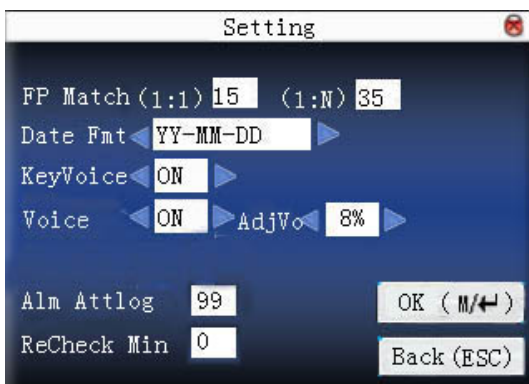 Setting
FP Match (1:1) 15 (1:N) 35
Date Fmt YY-MM-DD
KeyVoice ON
Voice ON AdjVo 8%
Alm Attlog 99
OK (M/↵)
ReCheck Min 0
Back (ESC)